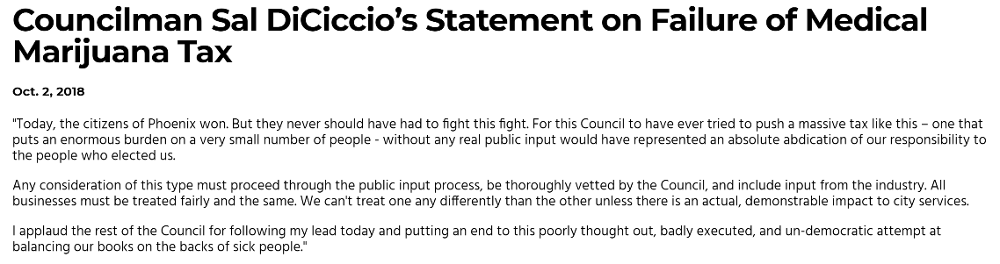 Councilman Sal DiCiccio’s Statement on Failure of Medical
Marijuana Tax
Oct. 2, 2018
"Today, the citizens of Phoenix won. But they never should have had to fight this fight. For this Council to have ever tried to push a massive tax like this – one that
puts an enormous burden on a very small number of people - without any real public input would have represented an absolute abdication of our responsibility to
the people who elected us.
Any consideration of this type must proceed through the public input process, be thoroughly vetted by the Council, and include input from the industry. All
businesses must be treated fairly and the same. We can't treat one any differently than the other unless there is an actual, demonstrable impact to city services.
I applaud the rest of the Council for following my lead today and putting an end to this poorly thought out, badly executed, and un-democratic attempt at
balancing our books on the backs of sick people."